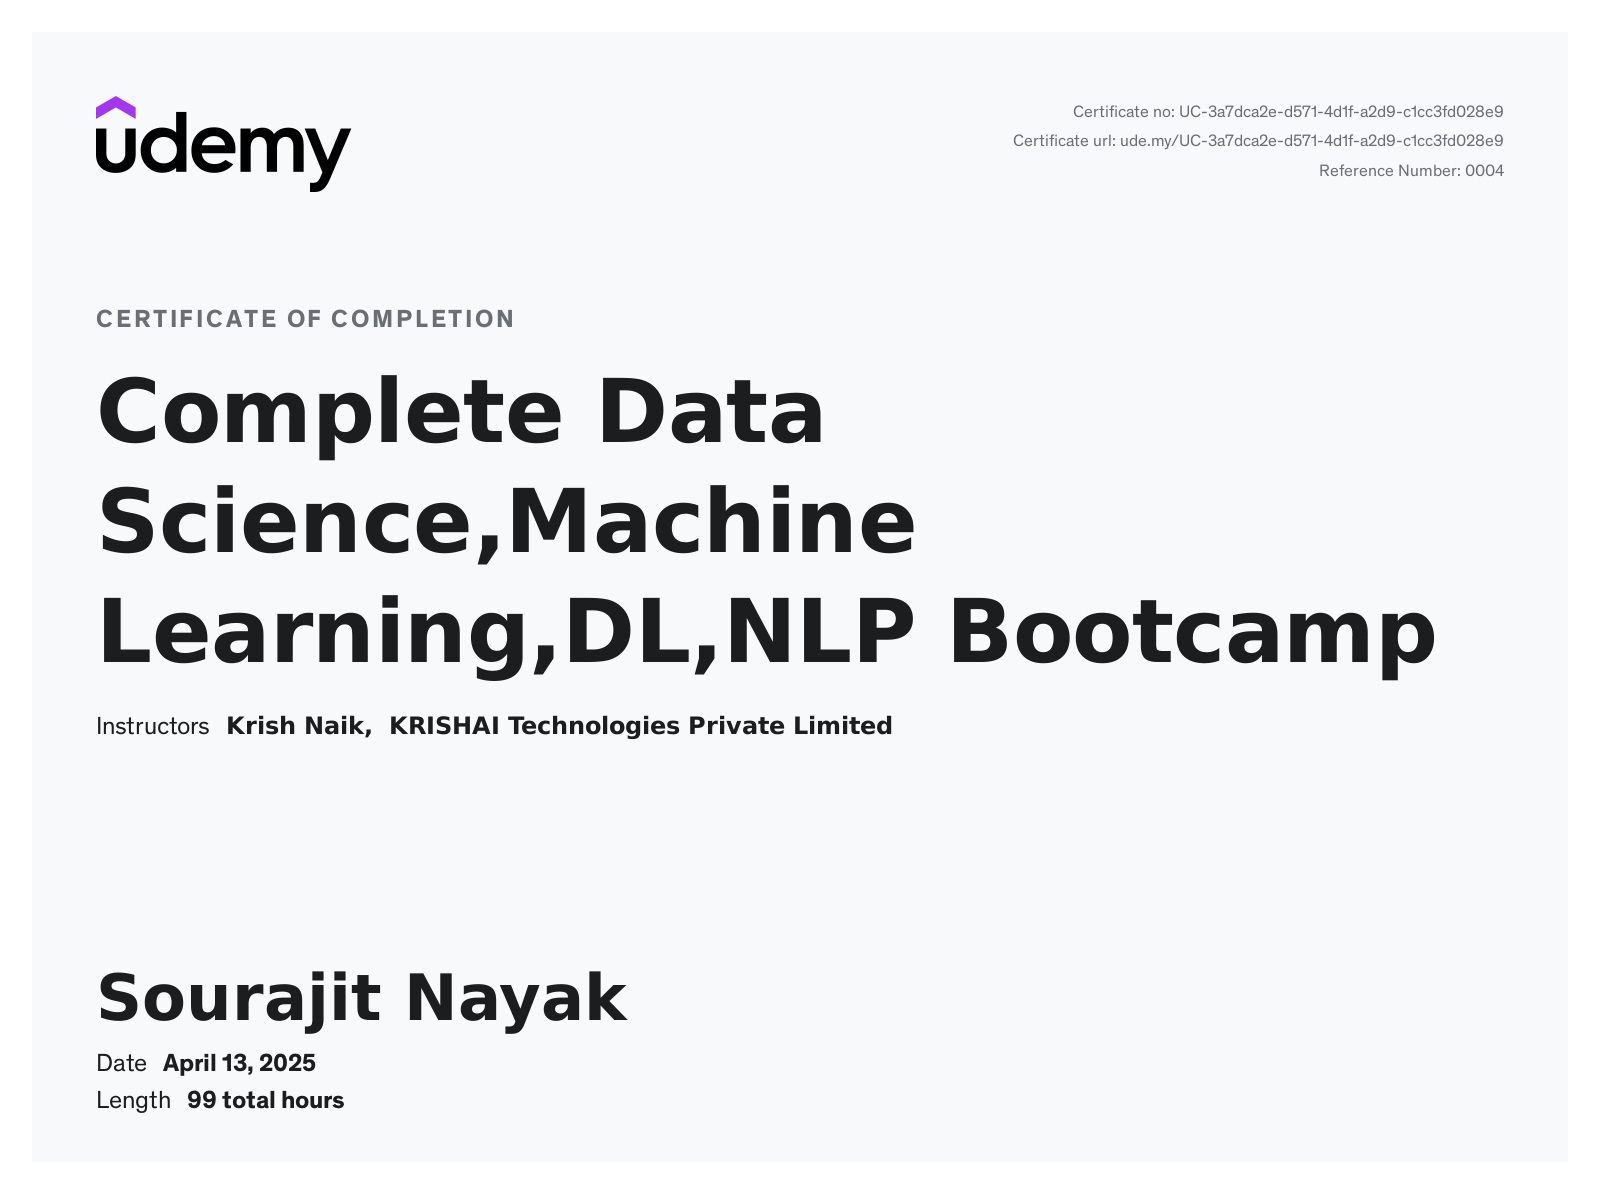 udemy
Certificate no: UC-3a7dca2e-d571-4d1f-a2d9-c1cc3fd028e9
Certificate url: ude.my/UC-3a7dca2e-d571-4d1f-a2d9-c1cc3fd028e9
Reference Number: 0004
CERTIFICATE OF COMPLETION
Complete Data
Science,Machine
Learning,DL,NLP Bootcamp
Instructors Krish Naik, KRISHAI Technologies Private Limited
Sourajit Nayak
Date April 13, 2025
Length 99 total hours